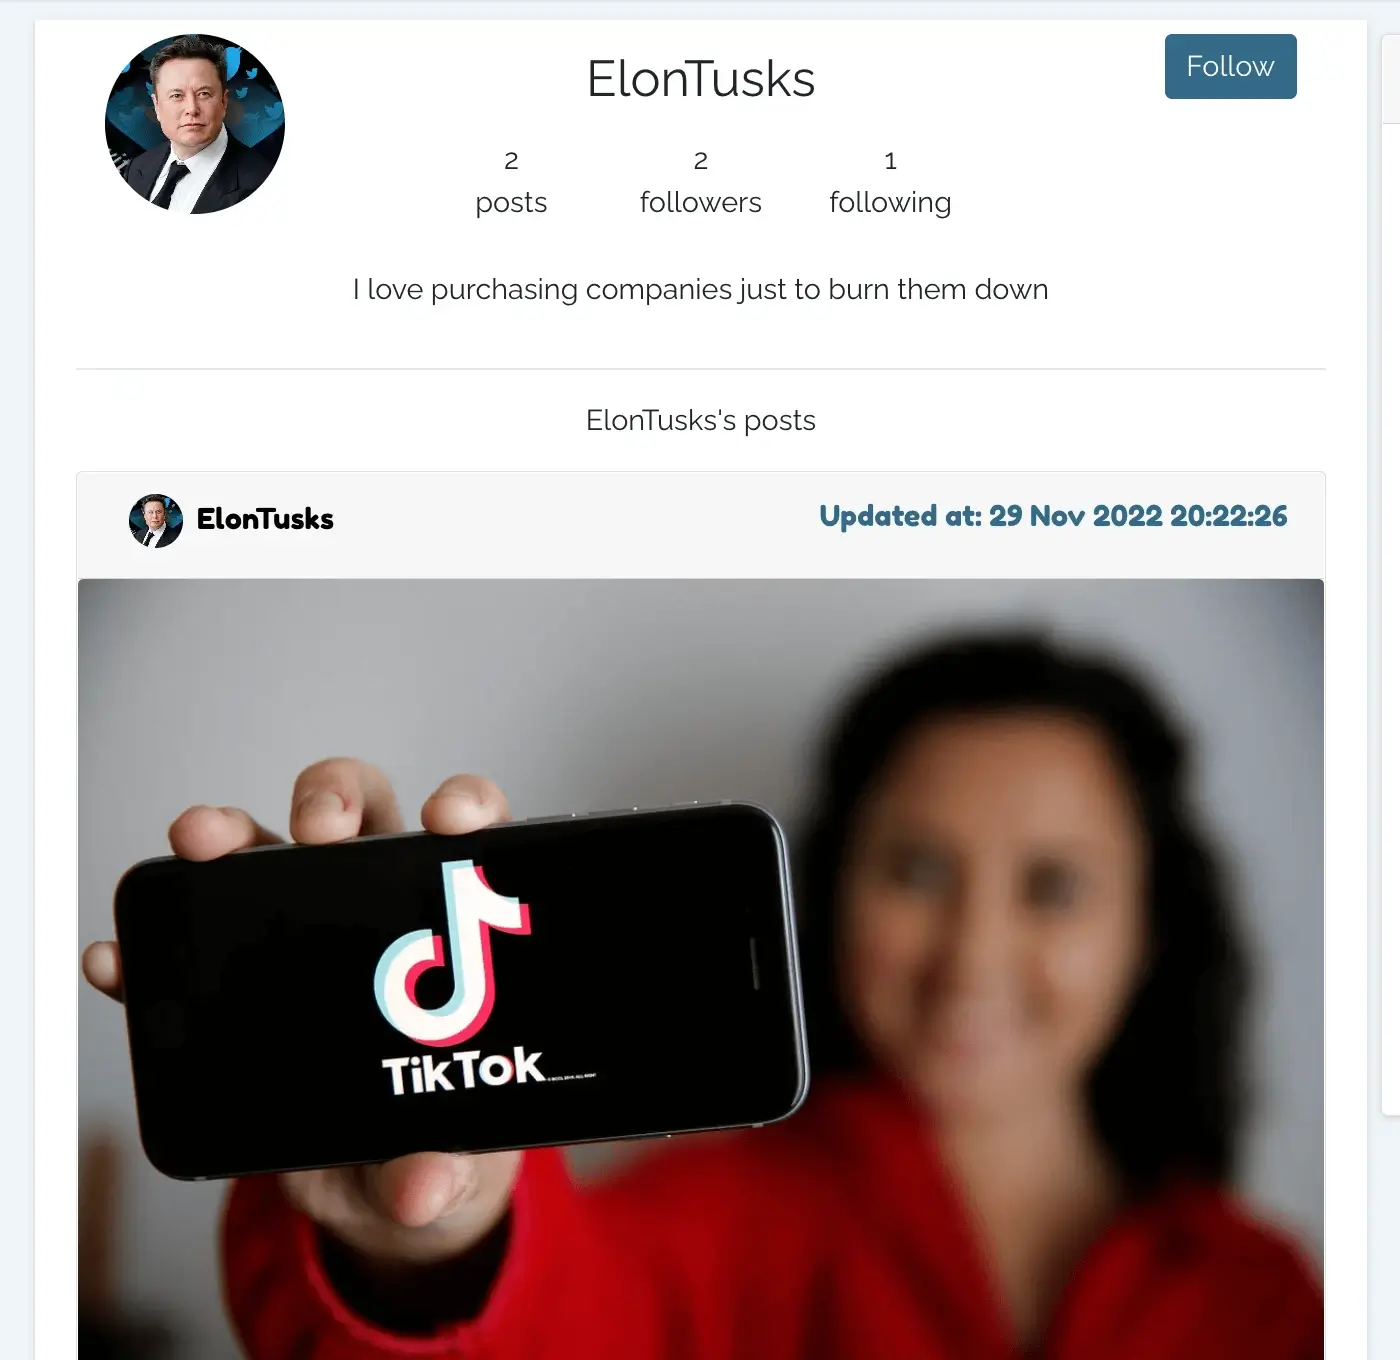 ElonTusks
Follow
2
posts
2
followers
1
following
I love purchasing companies just to burn them down
ElonTusks's posts
ElonTusks
Updated at: 29 Nov 2022 20:22:26
TikTok